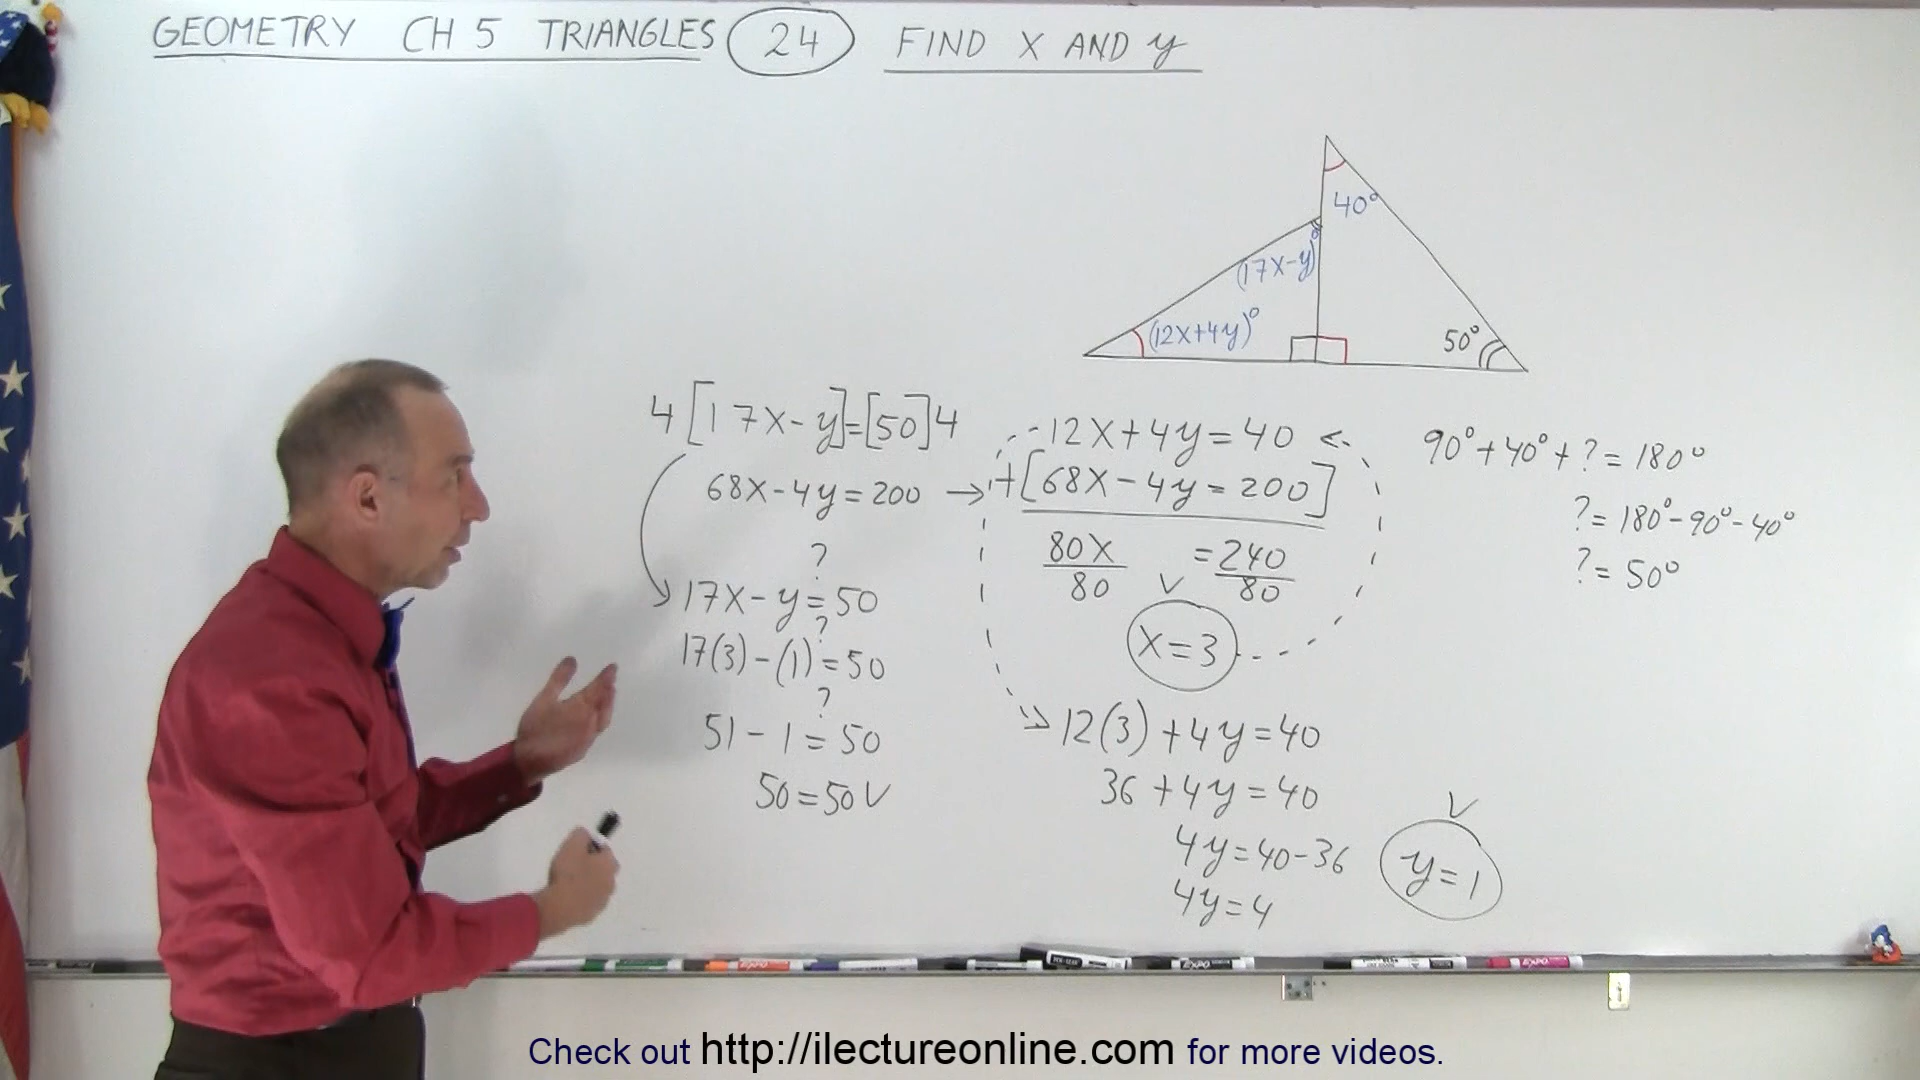 GEOMETRY CH 5 TRIANGLES 24 FIND X AND y
40°
(17X-y)°
(12X+4y)°
50°
4[17X-y]=[50]4
68X-4y=200 →
?
17X-y=50
?
17(3)-(1)=50
?
51-1=50
50=50 √
12X+4y=40
+[68X-4y=200]
80X =240
80 80
√
X=3
12(3)+4y=40
36+4y=40
4y=40-36
4y=4
√
y=1
90°+40°+?=180°
?=180°-90°-40°
?=50°
EXPO
EXPO
EXPO
Check out http://ilectureonline.com for more videos.